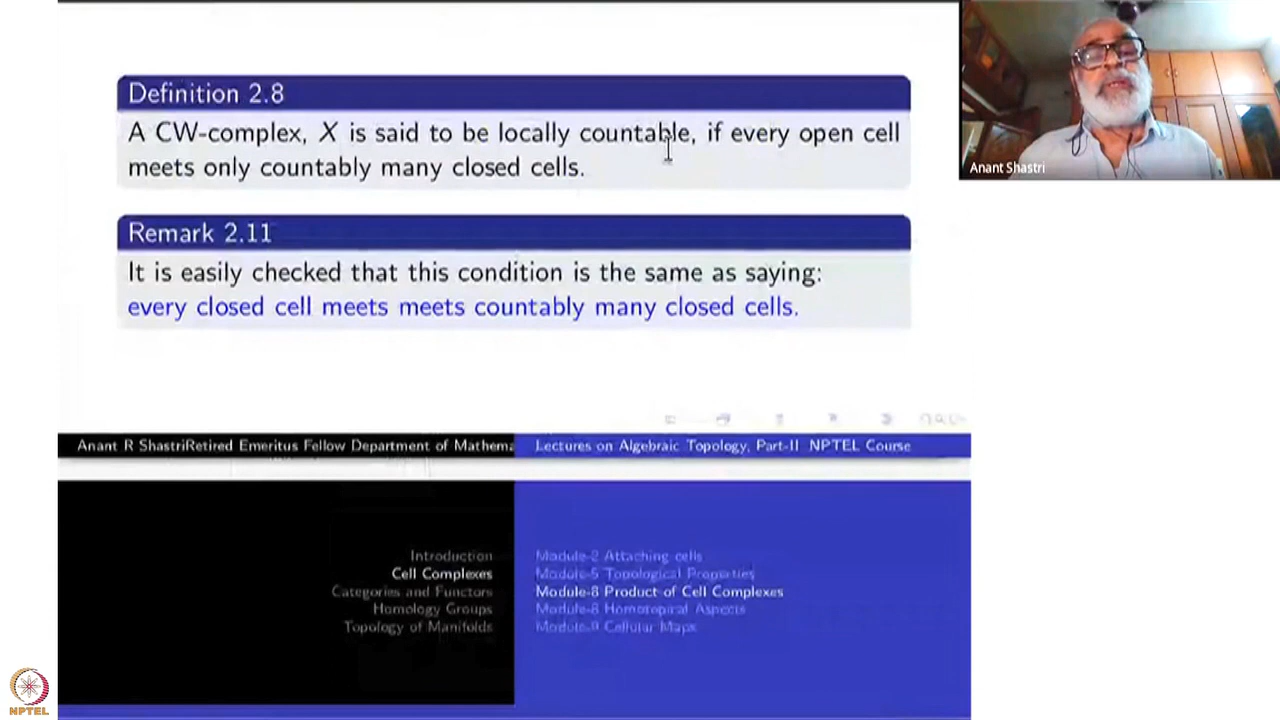 Definition 2.8
A CW-complex, X is said to be locally countable, if every open cell
meets only countably many closed cells.
Anant Shastri
Remark 2.11
It is easily checked that this condition is the same as saying:
every closed cell meets meets countably many closed cells.
Anant R ShastriRetired Emeritus Fellow Department of Mathema
Lectures on Algebraic Topology, Part-II NPTEL Course
Introduction
Cell Complexes
Categories and Functors
Homology Groups
Topology of Manifolds
Module-2 Attaching cells
Module-5 Topological Properties
Module-8 Product of Cell Complexes
Module-8 Homotopical Aspects
Module-9 Cellular Maps
NPTEL